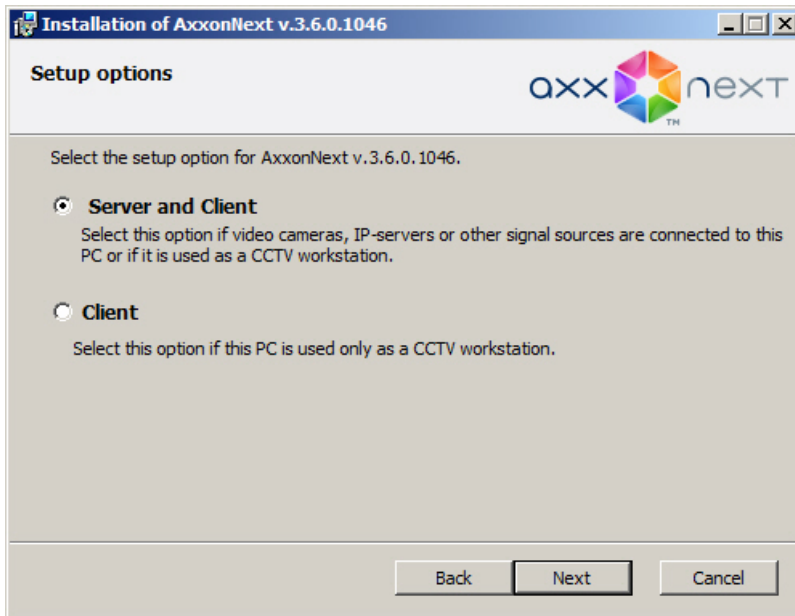 Installation of AxxonNext v.3.6.0.1046
Setup options
axx next
TM
Select the setup option for AxxonNext v.3.6.0.1046.
Server and Client
Select this option if video cameras, IP-servers or other signal sources are connected to this
PC or if it is used as a CCTV workstation.
Client
Select this option if this PC is used only as a CCTV workstation.
Back Next Cancel